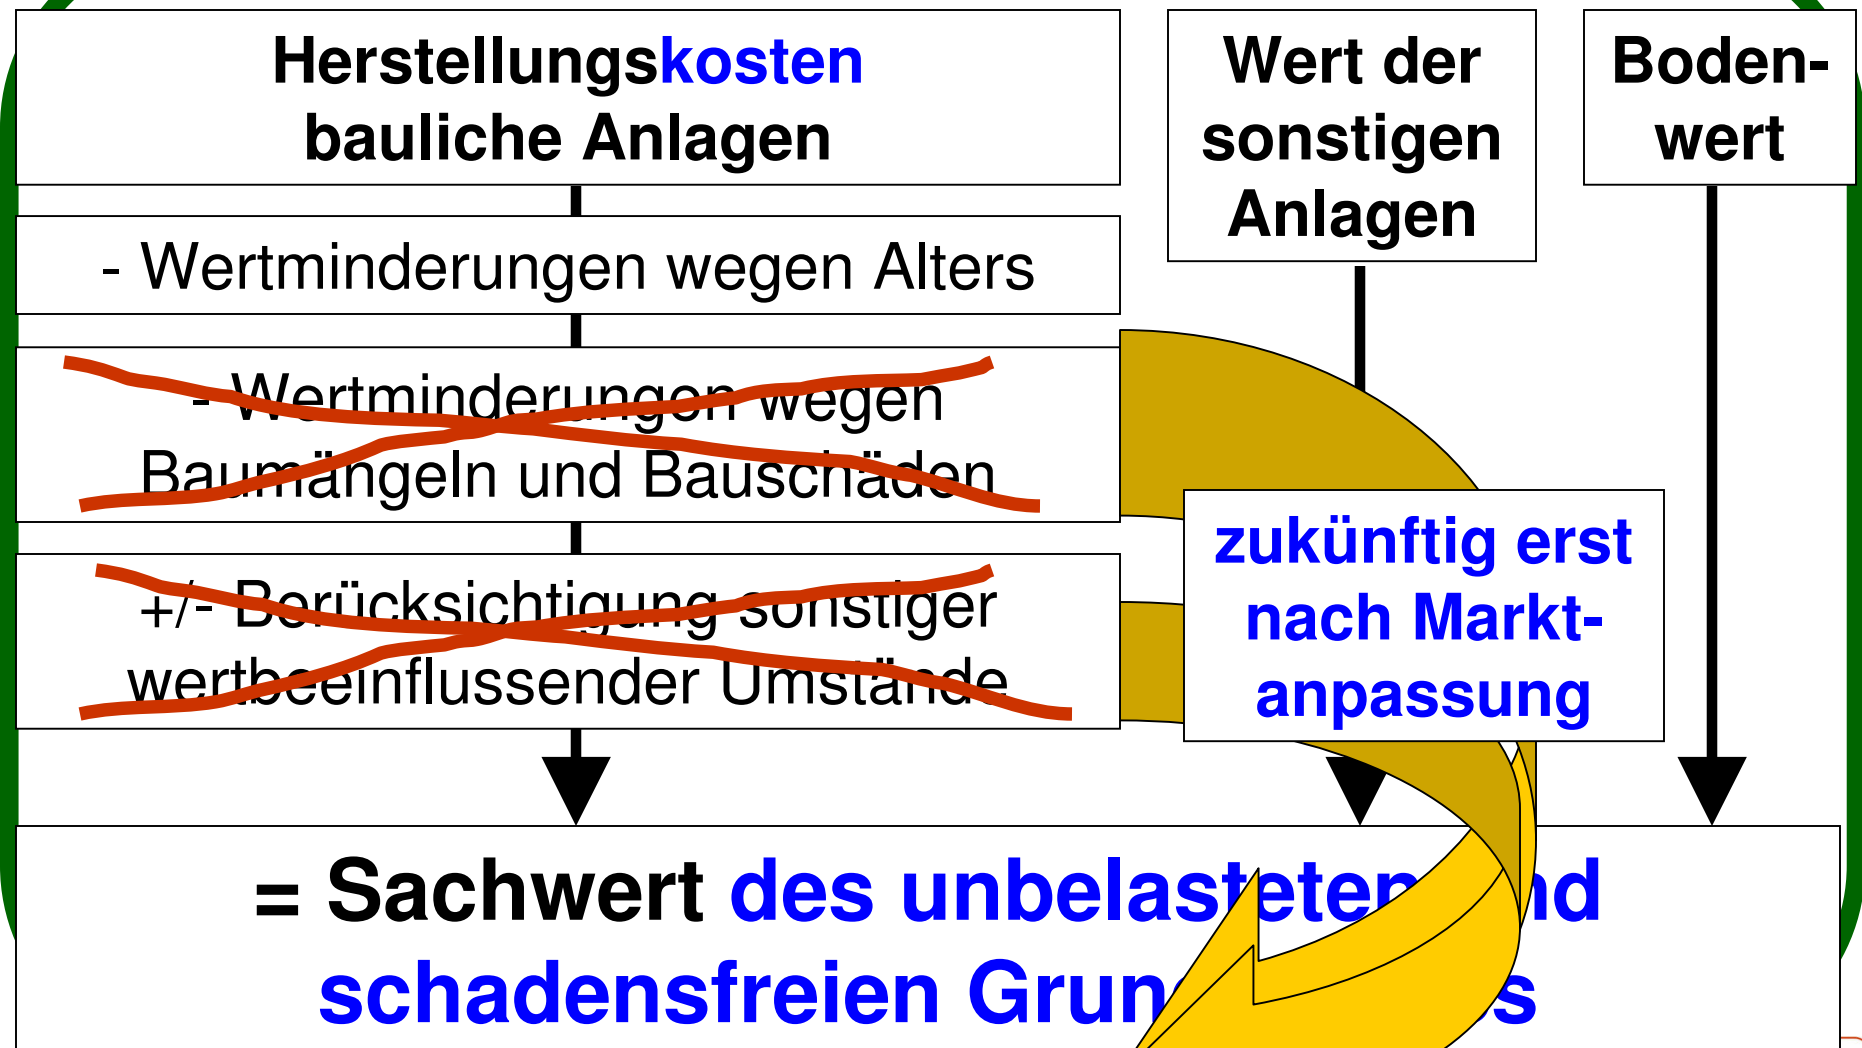 Herstellungskosten
bauliche Anlagen
- Wertminderungen wegen Alters
- Wertminderungen wegen
Baumängeln und Bauschäden
+/- Berücksichtigung sonstiger
wertbeeinflussender Umstände
Wert der
sonstigen
Anlagen
Boden-
wert
zukünftig erst
nach Markt-
anpassung
= Sachwert des unbelasteten
schadensfreien